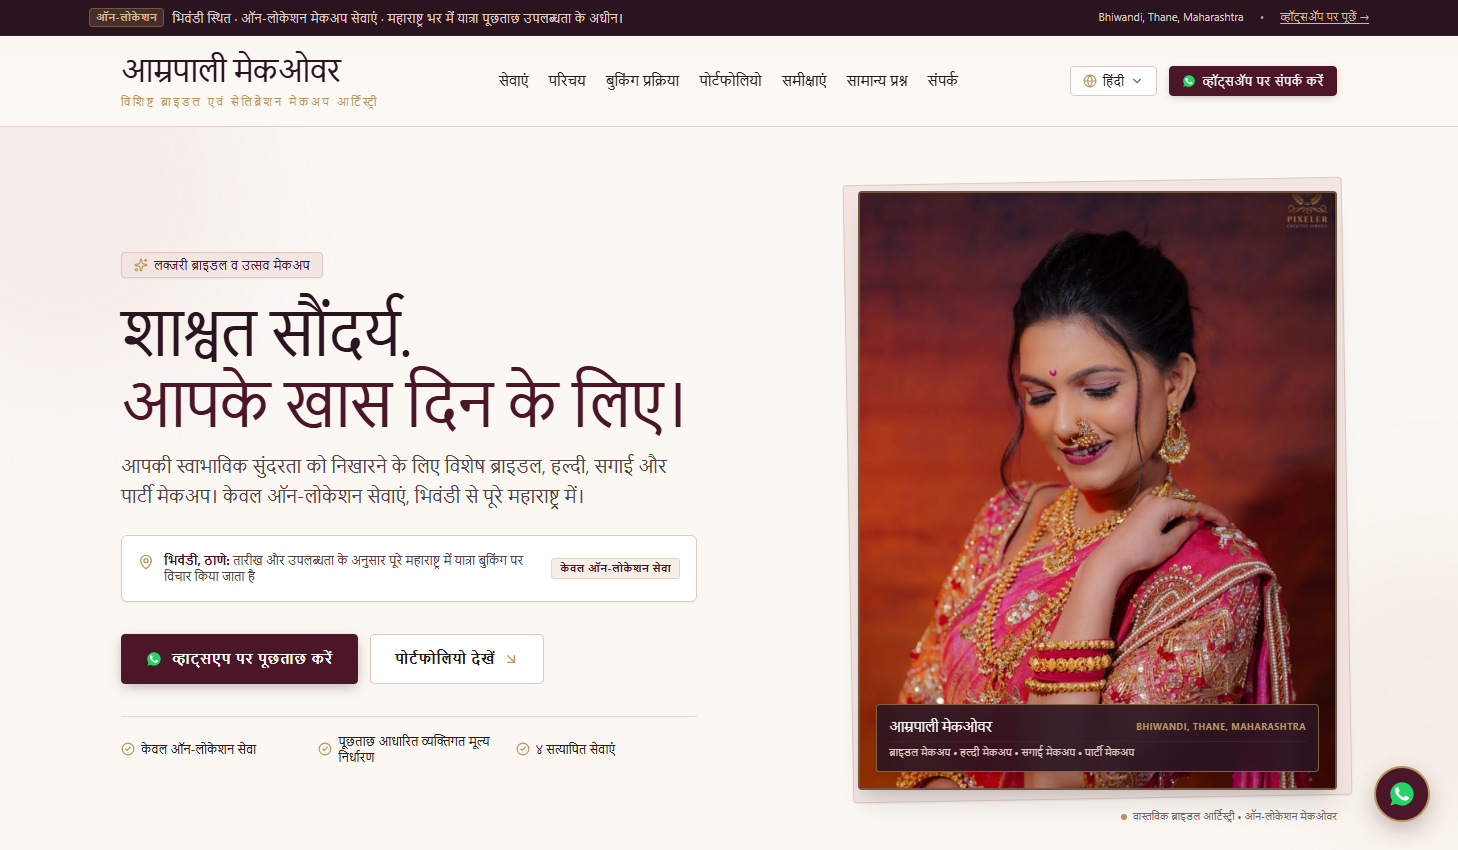 ऑन-लोकेशन भिवंडी स्थित · ऑन-लोकेशन मेकअप सेवाएं · महाराष्ट्र भर में यात्रा पूछताछ उपलब्धता के अधीन।
Bhiwandi, Thane, Maharashtra • व्हॉट्सॲप पर पूछें →
आम्रपाली मेकओवर
विशिष्ट ब्राइडल एवं सेलिब्रेशन मेकअप आर्टिस्ट्री
सेवाएं परिचय बुकिंग प्रक्रिया पोर्टफोलियो समीक्षाएं सामान्य प्रश्न संपर्क
हिंदी
व्हॉट्सॲप पर संपर्क करें
लक्जरी ब्राइडल व उत्सव मेकअप
शाश्वत सौंदर्य.
आपके खास दिन के लिए।
आपकी स्वाभाविक सुंदरता को निखारने के लिए विशेष ब्राइडल, हल्दी, सगाई और
पार्टी मेकअप। केवल ऑन-लोकेशन सेवाएं, भिवंडी से पूरे महाराष्ट्र में।
भिवंडी, ठाणे: तारीख और उपलब्धता के अनुसार पूरे महाराष्ट्र में यात्रा बुकिंग पर
विचार किया जाता है
केवल ऑन-लोकेशन सेवा
व्हाट्सएप पर पूछताछ करें
पोर्टफोलियो देखें
केवल ऑन-लोकेशन सेवा
पूछताछ आधारित व्यक्तिगत मूल्य
निर्धारण
४ सत्यापित सेवाएं
PIXELER
CREATIVE SERVICE
आम्रपाली मेकओवर
BHIWANDI, THANE, MAHARASHTRA
ब्राइडल मेकअप • हल्दी मेकअप • सगाई मेकअप • पार्टी मेकअप
वास्तविक ब्राइडल आर्टिस्ट्री • ऑन-लोकेशन मेकओवर